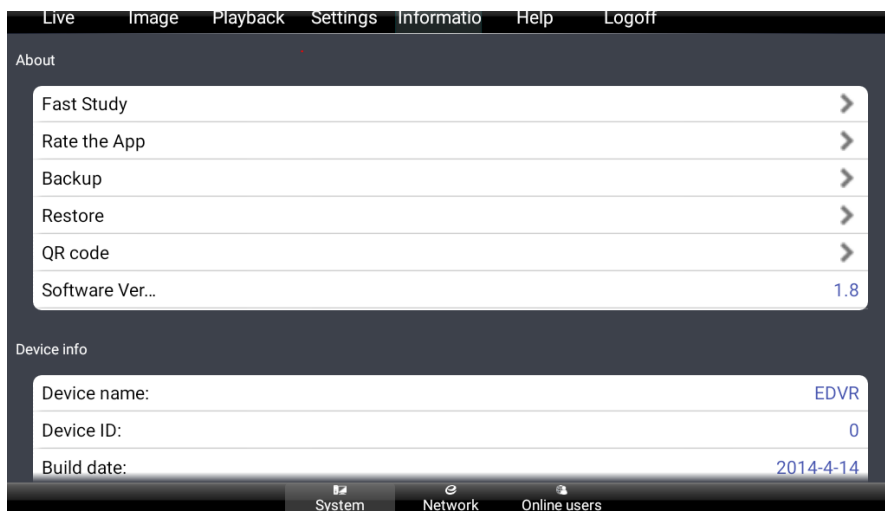 Live Image Playback Settings Informatio Help Logoff
About
Fast Study
Rate the App
Backup
Restore
QR code
Software Ver... 1.8
Device info
Device name: EDVR
Device ID: 0
Build date: 2014-4-14
System Network Online users